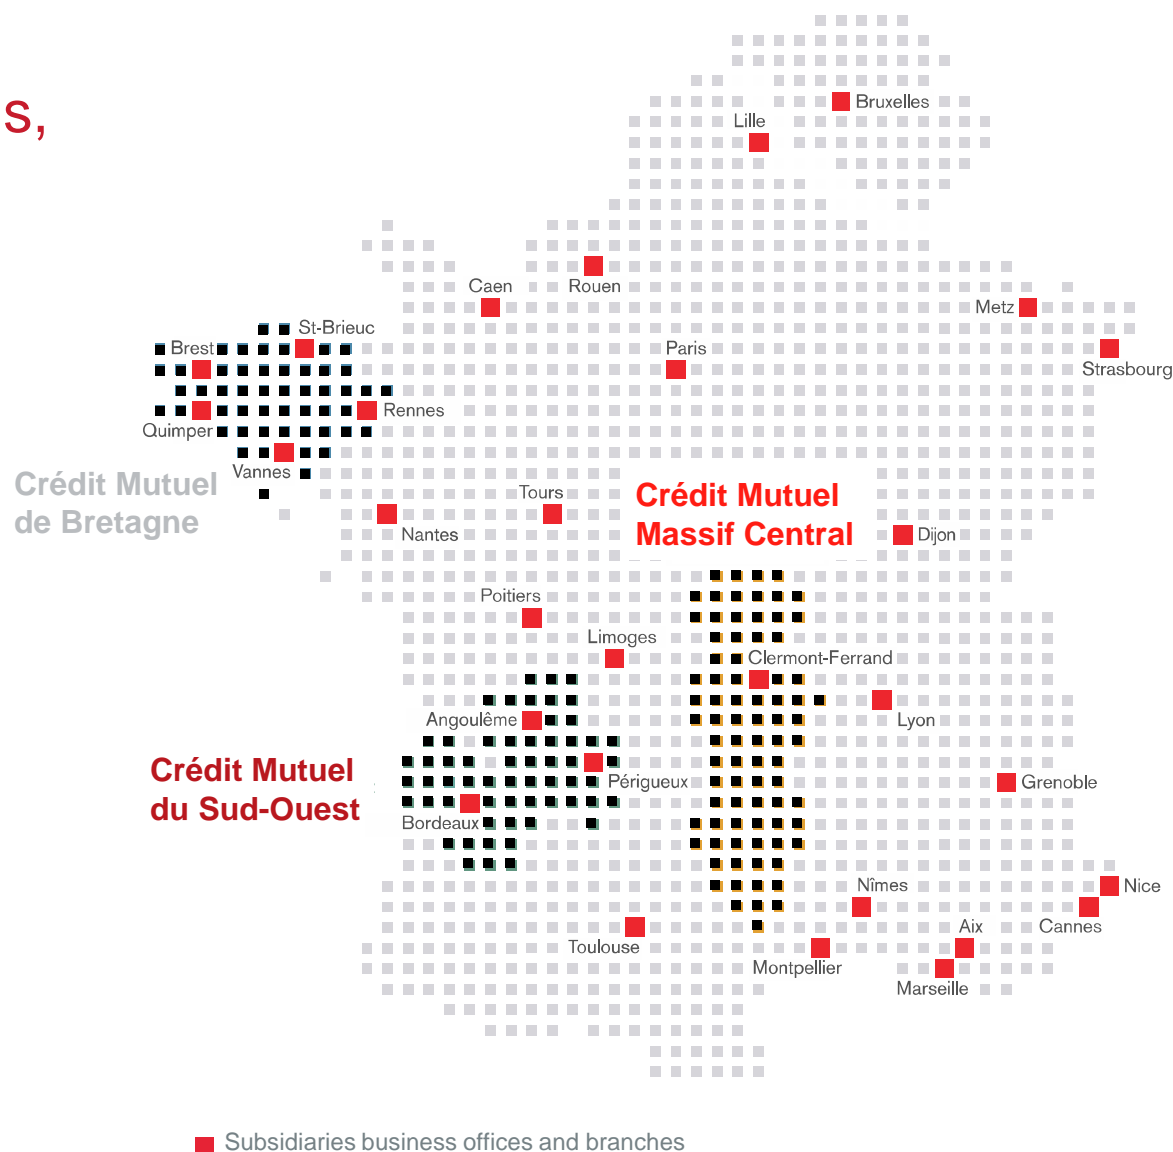 s,
Bruxelles
Lille
Caen
Rouen
Metz
St-Brieuc
Brest
Paris
Strasbourg
Rennes
Quimper
Vannes
Crédit Mutuel
de Bretagne
Tours
Crédit Mutuel
Massif Central
Nantes
Dijon
Poitiers
Limoges
Clermont-Ferrand
Angoulême
Lyon
Crédit Mutuel
du Sud-Ouest
Périgueux
Grenoble
Bordeaux
Nîmes
Nice
Aix
Cannes
Toulouse
Montpellier
Marseille
Subsidiaries business offices and branches